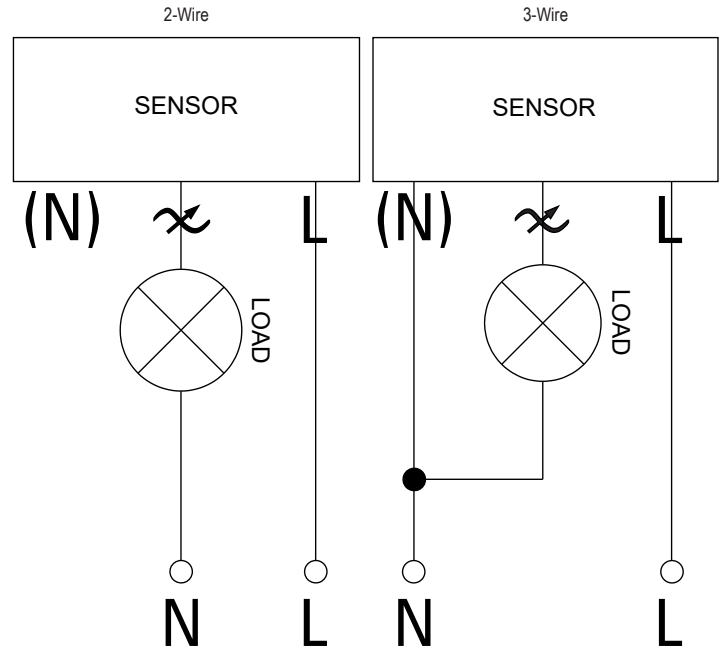 2-Wire
SENSOR
(N)
L
LOAD
N
L
3-Wire
SENSOR
(N)
L
LOAD
N
L